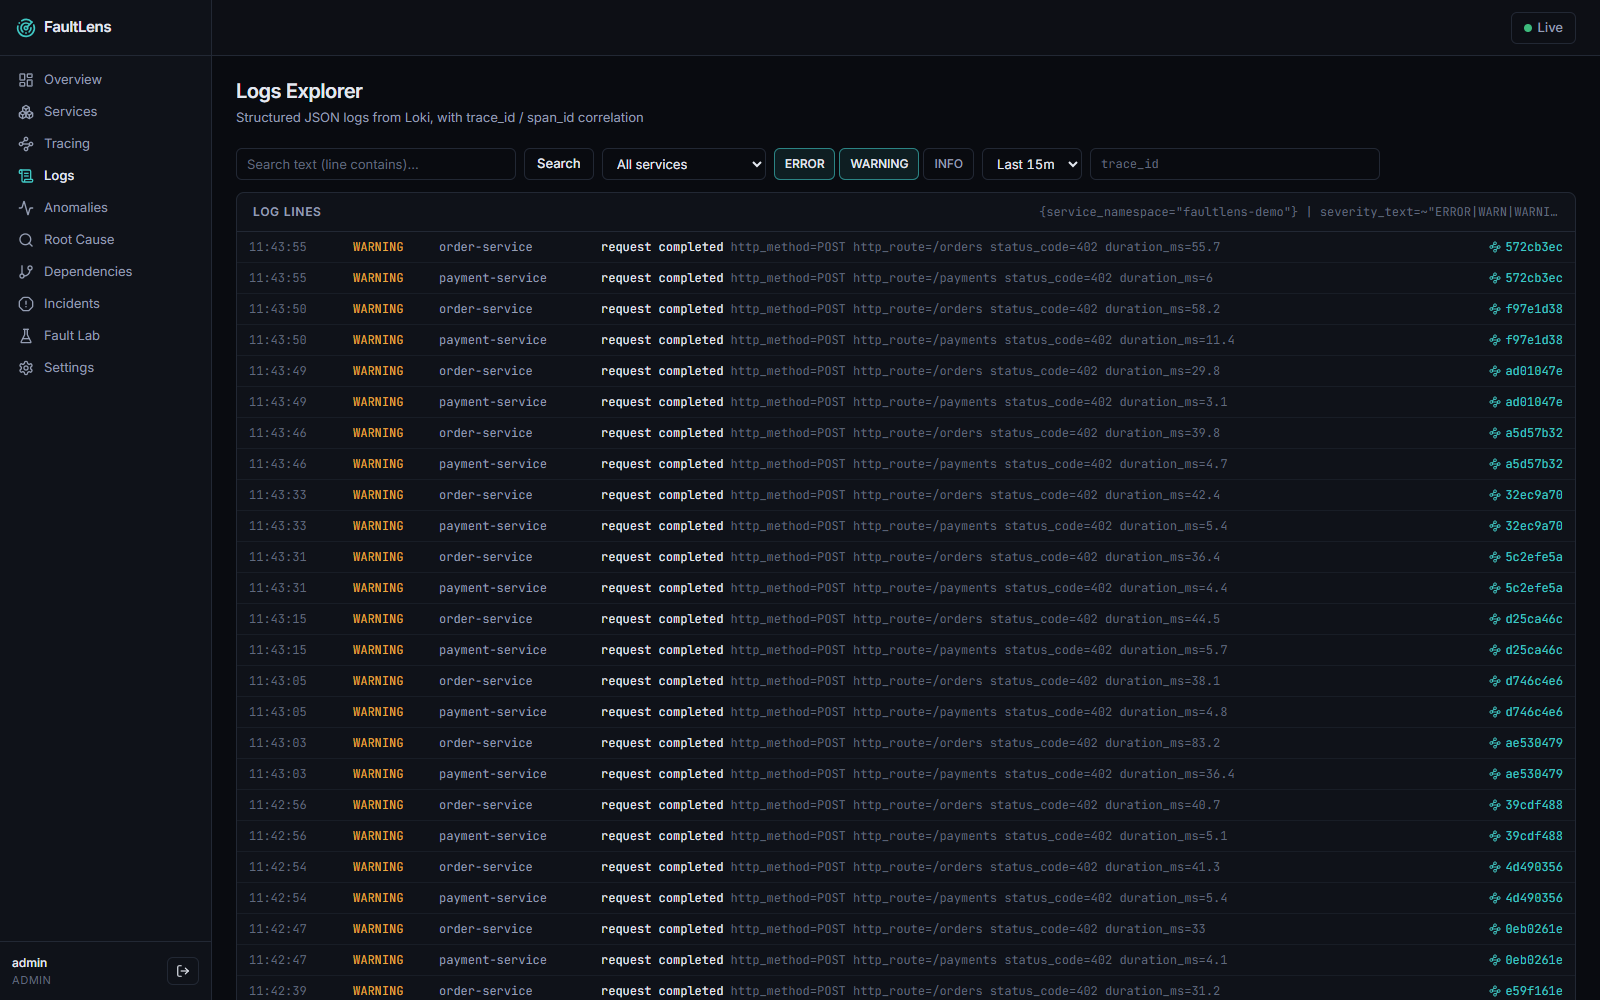 FaultLens
Live
Overview
Services
Tracing
Logs
Anomalies
Root Cause
Dependencies
Incidents
Fault Lab
Settings
admin
ADMIN
Logs Explorer
Structured JSON logs from Loki, with trace_id / span_id correlation
Search text (line contains)... Search All services ERROR WARNING INFO Last 15m trace_id
LOG LINES {service_namespace="faultlens-demo"} | severity_text=~"ERROR|WARN|WARNI…
11:43:55 WARNING order-service request completed http_method=POST http_route=/orders status_code=402 duration_ms=55.7 572cb3ec
11:43:55 WARNING payment-service request completed http_method=POST http_route=/payments status_code=402 duration_ms=6 572cb3ec
11:43:50 WARNING order-service request completed http_method=POST http_route=/orders status_code=402 duration_ms=58.2 f97e1d38
11:43:50 WARNING payment-service request completed http_method=POST http_route=/payments status_code=402 duration_ms=11.4 f97e1d38
11:43:49 WARNING order-service request completed http_method=POST http_route=/orders status_code=402 duration_ms=29.8 ad01047e
11:43:49 WARNING payment-service request completed http_method=POST http_route=/payments status_code=402 duration_ms=3.1 ad01047e
11:43:46 WARNING order-service request completed http_method=POST http_route=/orders status_code=402 duration_ms=39.8 a5d57b32
11:43:46 WARNING payment-service request completed http_method=POST http_route=/payments status_code=402 duration_ms=4.7 a5d57b32
11:43:33 WARNING order-service request completed http_method=POST http_route=/orders status_code=402 duration_ms=42.4 32ec9a70
11:43:33 WARNING payment-service request completed http_method=POST http_route=/payments status_code=402 duration_ms=5.4 32ec9a70
11:43:31 WARNING order-service request completed http_method=POST http_route=/orders status_code=402 duration_ms=36.4 5c2efe5a
11:43:31 WARNING payment-service request completed http_method=POST http_route=/payments status_code=402 duration_ms=4.4 5c2efe5a
11:43:15 WARNING order-service request completed http_method=POST http_route=/orders status_code=402 duration_ms=44.5 d25ca46c
11:43:15 WARNING payment-service request completed http_method=POST http_route=/payments status_code=402 duration_ms=5.7 d25ca46c
11:43:05 WARNING order-service request completed http_method=POST http_route=/orders status_code=402 duration_ms=38.1 d746c4e6
11:43:05 WARNING payment-service request completed http_method=POST http_route=/payments status_code=402 duration_ms=4.8 d746c4e6
11:43:03 WARNING order-service request completed http_method=POST http_route=/orders status_code=402 duration_ms=83.2 ae530479
11:43:03 WARNING payment-service request completed http_method=POST http_route=/payments status_code=402 duration_ms=36.4 ae530479
11:42:56 WARNING order-service request completed http_method=POST http_route=/orders status_code=402 duration_ms=40.7 39cdf488
11:42:56 WARNING payment-service request completed http_method=POST http_route=/payments status_code=402 duration_ms=5.1 39cdf488
11:42:54 WARNING order-service request completed http_method=POST http_route=/orders status_code=402 duration_ms=41.3 4d490356
11:42:54 WARNING payment-service request completed http_method=POST http_route=/payments status_code=402 duration_ms=5.4 4d490356
11:42:47 WARNING order-service request completed http_method=POST http_route=/orders status_code=402 duration_ms=33 0eb0261e
11:42:47 WARNING payment-service request completed http_method=POST http_route=/payments status_code=402 duration_ms=4.1 0eb0261e
11:42:39 WARNING order-service request completed http_method=POST http_route=/orders status_code=402 duration_ms=31.2 e59f161e